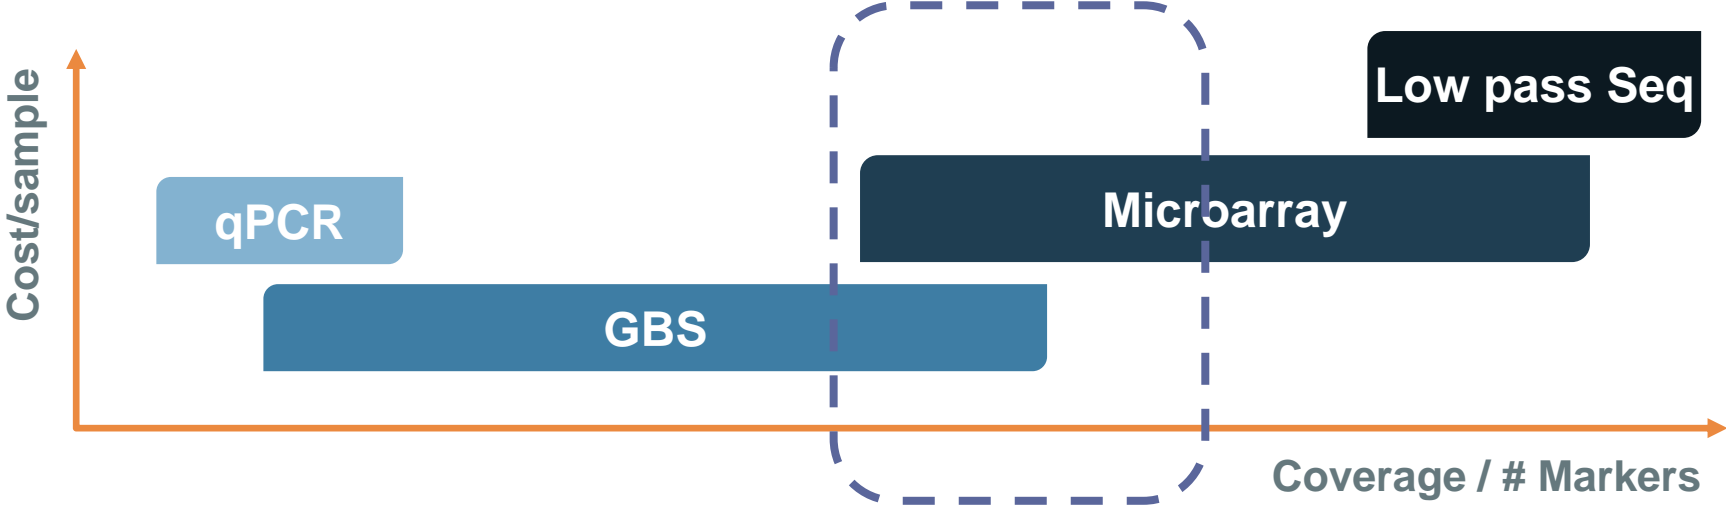 Cost/sample
Low pass Seq
Microarray
qPCR
GBS
Coverage / # Markers